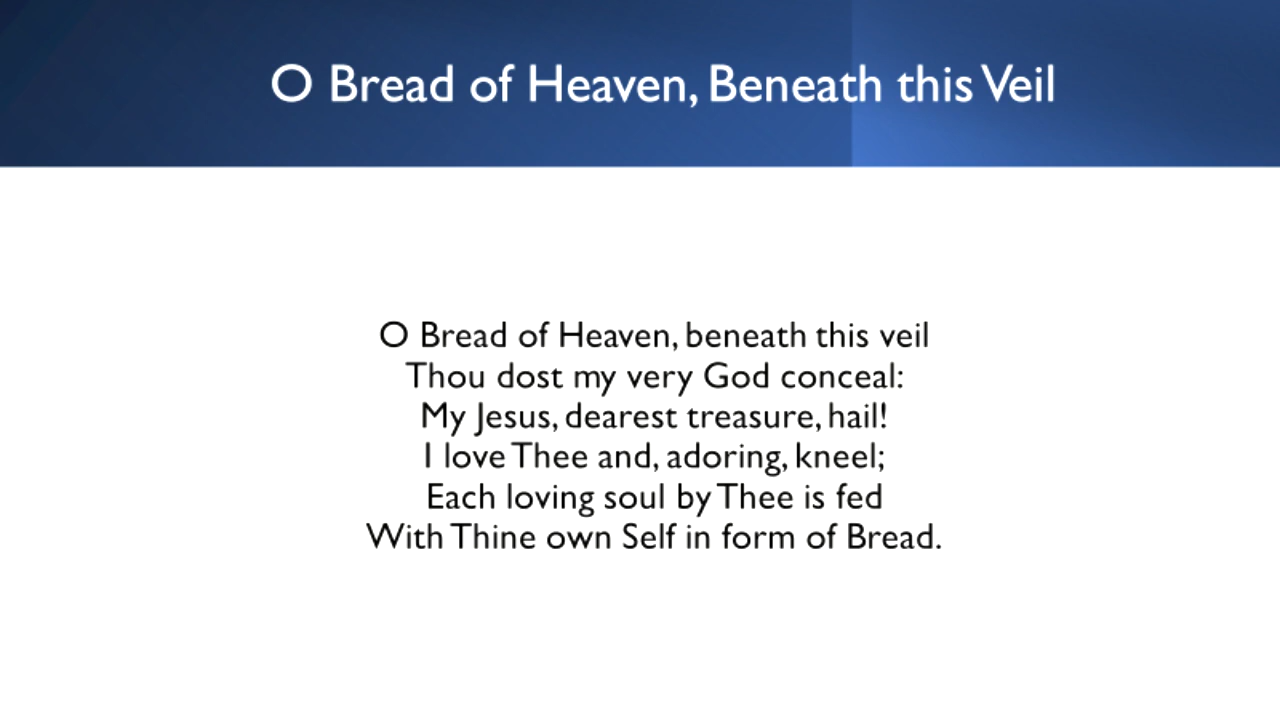 O Bread of Heaven, Beneath this Veil
O Bread of Heaven, beneath this veil
Thou dost my very God conceal:
My Jesus, dearest treasure, hail!
I love Thee and, adoring, kneel;
Each loving soul by Thee is fed
With Thine own Self in form of Bread.